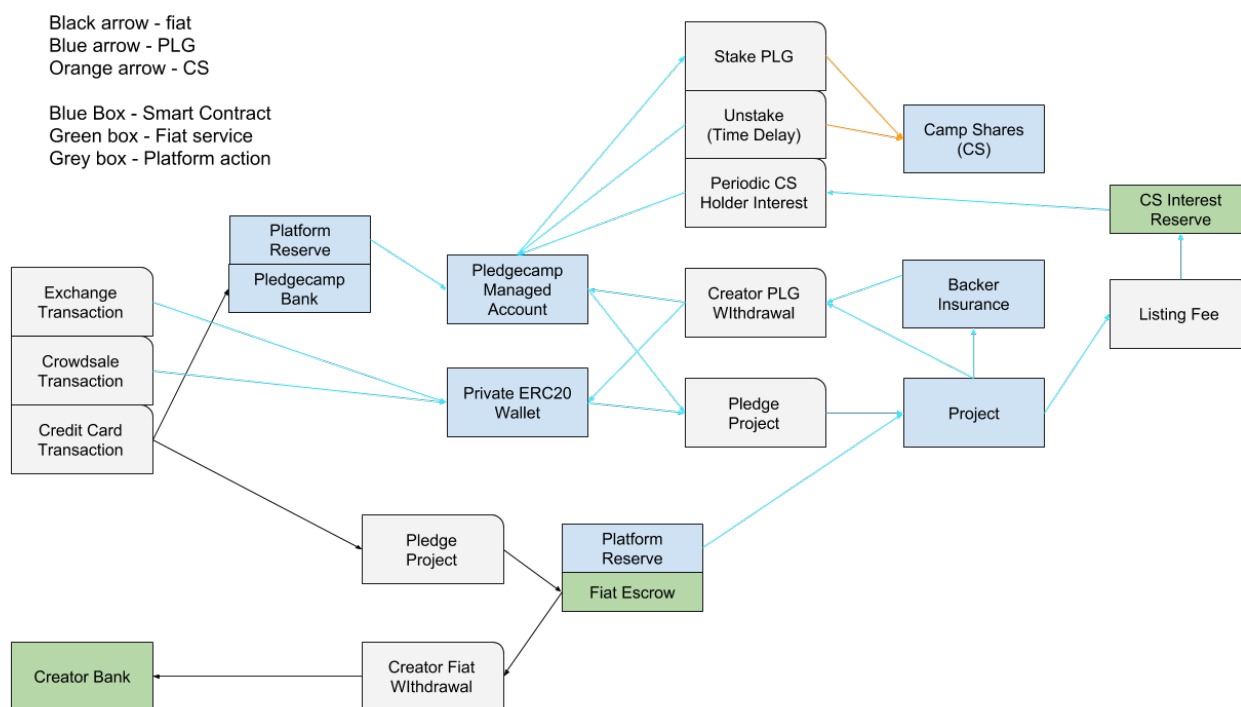 Black arrow - fiat
Blue arrow - PLG
Orange arrow - CS
Blue Box - Smart Contract
Green box - Fiat service
Grey box - Platform action
Stake PLG
Unstake
(Time Delay)
Periodic CS
Holder Interest
Camp Shares
(CS)
CS Interest
Reserve
Platform
Reserve
Pledgecamp
Bank
Exchange
Transaction
Crowdsale
Transaction
Credit Card
Transaction
Pledgecamp
Managed
Account
Private ERC20
Wallet
Creator PLG
WIthdrawal
Backer
Insurance
Listing Fee
Pledge
Project
Project
Pledge
Project
Platform
Reserve
Fiat Escrow
Creator Bank
Creator Fiat
WIthdrawal